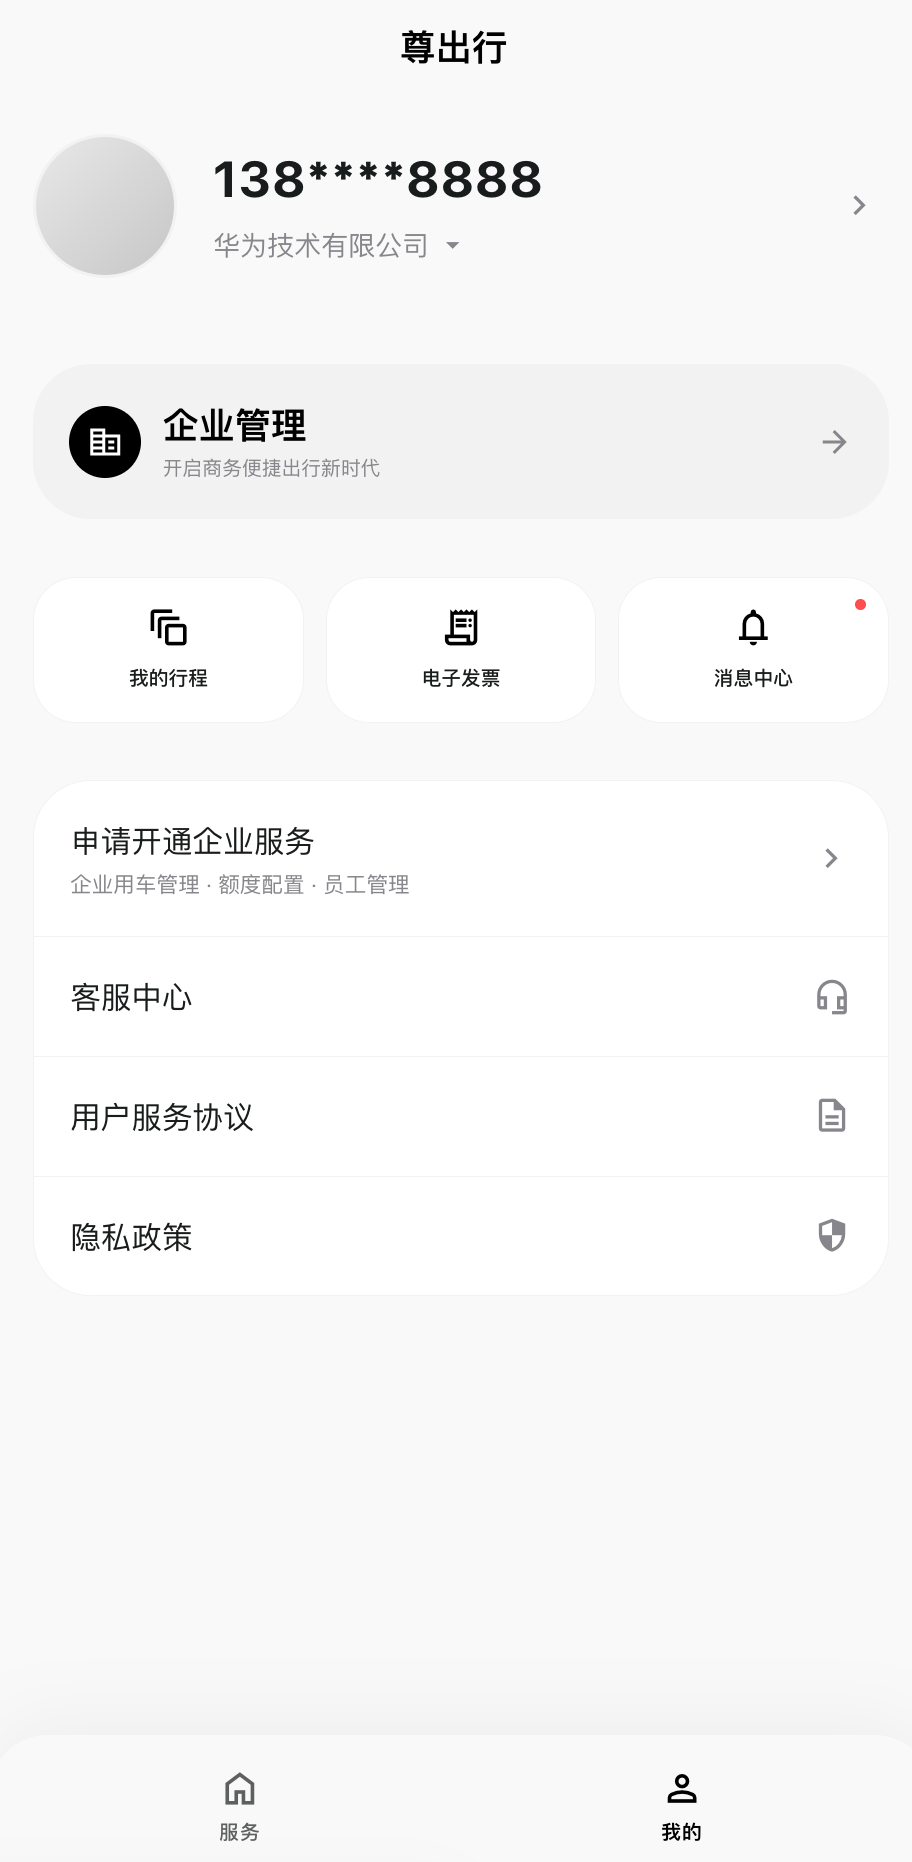 尊出行
138****8888
华为技术有限公司
企业管理
开启商务便捷出行新时代
我的行程
电子发票
消息中心
申请开通企业服务
企业用车管理 · 额度配置 · 员工管理
客服中心
用户服务协议
隐私政策
服务
我的